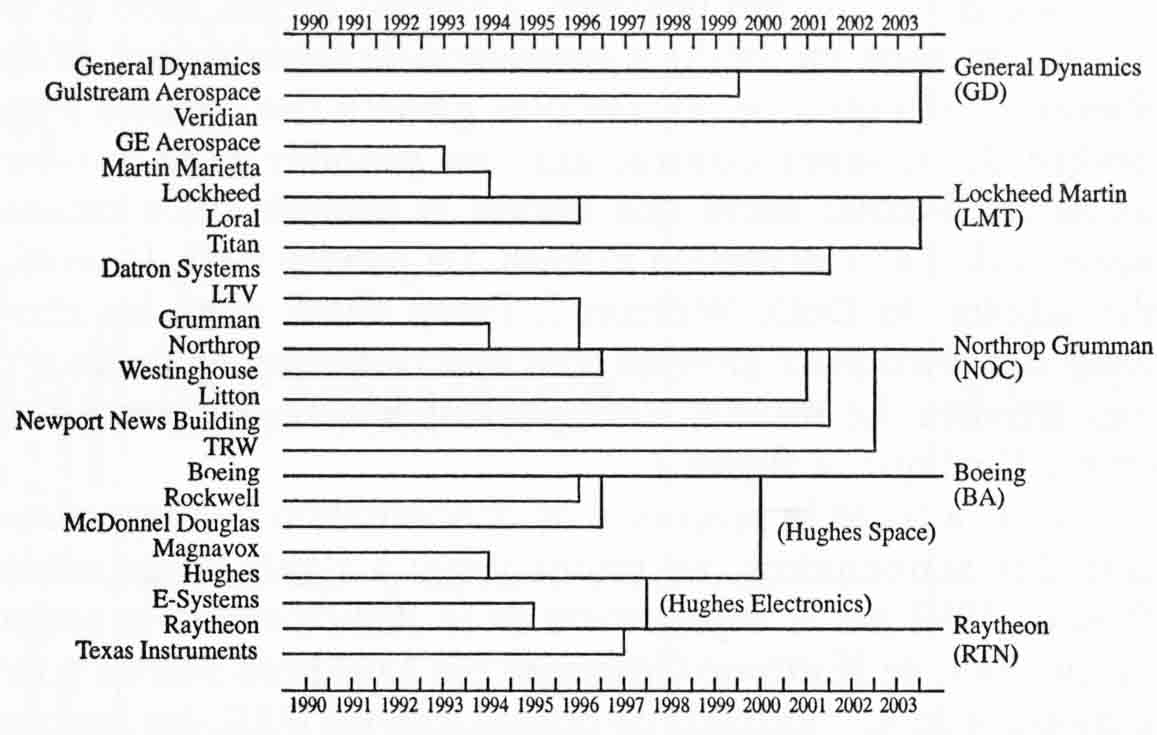 1990 1991 1992 1993 1994 1995 1996 1997 1998 1999 2000 2001 2002 2003
General Dynamics General Dynamics
Gulstream Aerospace (GD)
Veridian
GE Aerospace
Martin Marietta
Lockheed Lockheed Martin
Loral (LMT)
Titan
Datron Systems
LTV
Grumman
Northrop Northrop Grumman
Westinghouse (NOC)
Litton
Newport News Building
TRW
Boeing Boeing
Rockwell (BA)
McDonnel Douglas (Hughes Space)
Magnavox
Hughes
E-Systems (Hughes Electronics)
Raytheon Raytheon
Texas Instruments (RTN)
1990 1991 1992 1993 1994 1995 1996 1997 1998 1999 2000 2001 2002 2003